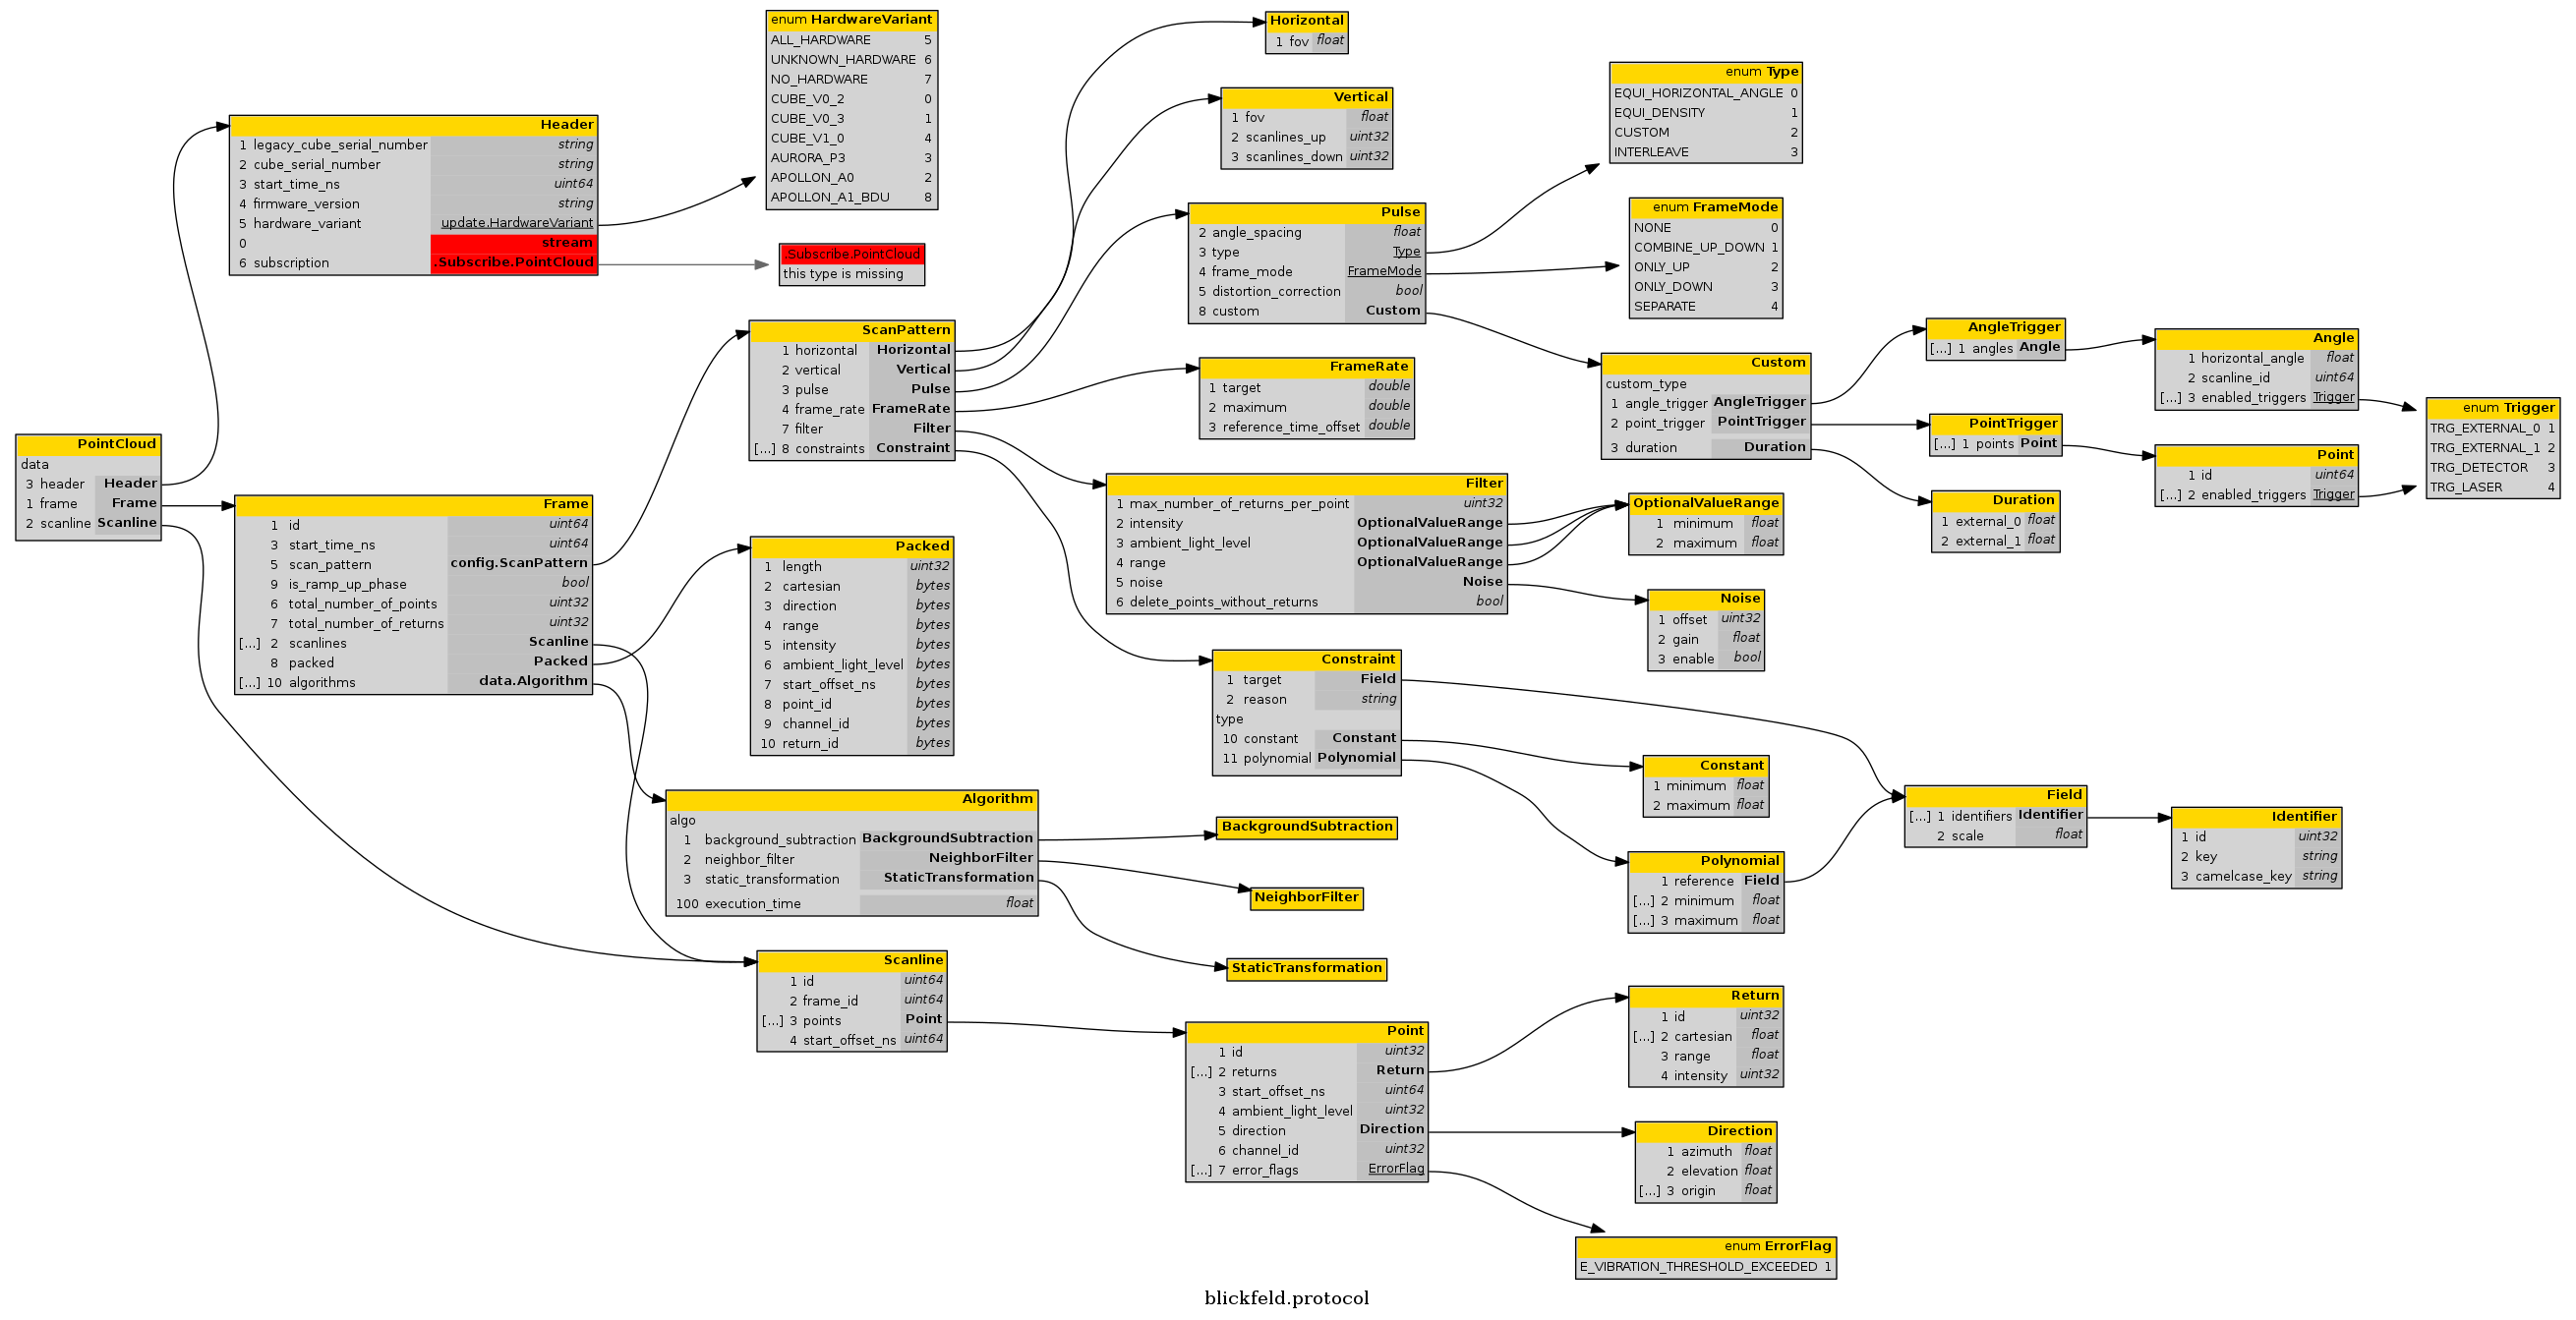 PointCloud
data
3 header Header
1 frame Frame
2 scanline Scanline
Header
1 legacy_cube_serial_number string
2 cube_serial_number string
3 start_time_ns uint64
4 firmware_version string
5 hardware_variant update.HardwareVariant
0 stream
6 subscription .Subscribe.PointCloud
Frame
1 id uint64
3 start_time_ns uint64
5 scan_pattern config.ScanPattern
9 is_ramp_up_phase bool
6 total_number_of_points uint32
7 total_number_of_returns uint32
[...] 2 scanlines Scanline
8 packed Packed
[...] 10 algorithms data.Algorithm
enum HardwareVariant
ALL_HARDWARE 5
UNKNOWN_HARDWARE 6
NO_HARDWARE 7
CUBE_V0_2 0
CUBE_V0_3 1
CUBE_V1_0 4
AURORA_P3 3
APOLLON_A0 2
APOLLON_A1_BDU 8
.Subscribe.PointCloud
this type is missing
ScanPattern
1 horizontal Horizontal
2 vertical Vertical
3 pulse Pulse
4 frame_rate FrameRate
7 filter Filter
[...] 8 constraints Constraint
Packed
1 length uint32
2 cartesian bytes
3 direction bytes
4 range bytes
5 intensity bytes
6 ambient_light_level bytes
7 start_offset_ns bytes
8 point_id bytes
9 channel_id bytes
10 return_id bytes
Algorithm
algo
1 background_subtraction BackgroundSubtraction
2 neighbor_filter NeighborFilter
3 static_transformation StaticTransformation
100 execution_time float
Scanline
1 id uint64
2 frame_id uint64
[...] 3 points Point
4 start_offset_ns uint64
Horizontal
1 fov float
Vertical
1 fov float
2 scanlines_up uint32
3 scanlines_down uint32
Pulse
2 angle_spacing float
3 type Type
4 frame_mode FrameMode
5 distortion_correction bool
8 custom Custom
FrameRate
1 target double
2 maximum double
3 reference_time_offset double
Filter
1 max_number_of_returns_per_point uint32
2 intensity OptionalValueRange
3 ambient_light_level OptionalValueRange
4 range OptionalValueRange
5 noise Noise
6 delete_points_without_returns bool
Constraint
1 target Field
2 reason string
type
10 constant Constant
11 polynomial Polynomial
BackgroundSubtraction
NeighborFilter
StaticTransformation
Point
1 id uint32
[...] 2 returns Return
3 start_offset_ns uint64
4 ambient_light_level uint32
5 direction Direction
6 channel_id uint32
[...] 7 error_flags ErrorFlag
enum Type
EQUI_HORIZONTAL_ANGLE 0
EQUI_DENSITY 1
CUSTOM 2
INTERLEAVE 3
enum FrameMode
NONE 0
COMBINE_UP_DOWN 1
ONLY_UP 2
ONLY_DOWN 3
SEPARATE 4
Custom
custom_type
1 angle_trigger AngleTrigger
2 point_trigger PointTrigger
3 duration Duration
OptionalValueRange
1 minimum float
2 maximum float
Noise
1 offset uint32
2 gain float
3 enable bool
Constant
1 minimum float
2 maximum float
Polynomial
1 reference Field
[...] 2 minimum float
[...] 3 maximum float
Return
1 id uint32
[...] 2 cartesian float
3 range float
4 intensity uint32
Direction
1 azimuth float
2 elevation float
[...] 3 origin float
enum ErrorFlag
E_VIBRATION_THRESHOLD_EXCEEDED 1
AngleTrigger
[...] 1 angles Angle
PointTrigger
[...] 1 points Point
Duration
1 external_0 float
2 external_1 float
Field
[...] 1 identifiers Identifier
2 scale float
Angle
1 horizontal_angle float
2 scanline_id uint64
[...] 3 enabled_triggers Trigger
Point
1 id uint64
[...] 2 enabled_triggers Trigger
Identifier
1 id uint32
2 key string
3 camelcase_key string
enum Trigger
TRG_EXTERNAL_0 1
TRG_EXTERNAL_1 2
TRG_DETECTOR 3
TRG_LASER 4
blickfeld.protocol